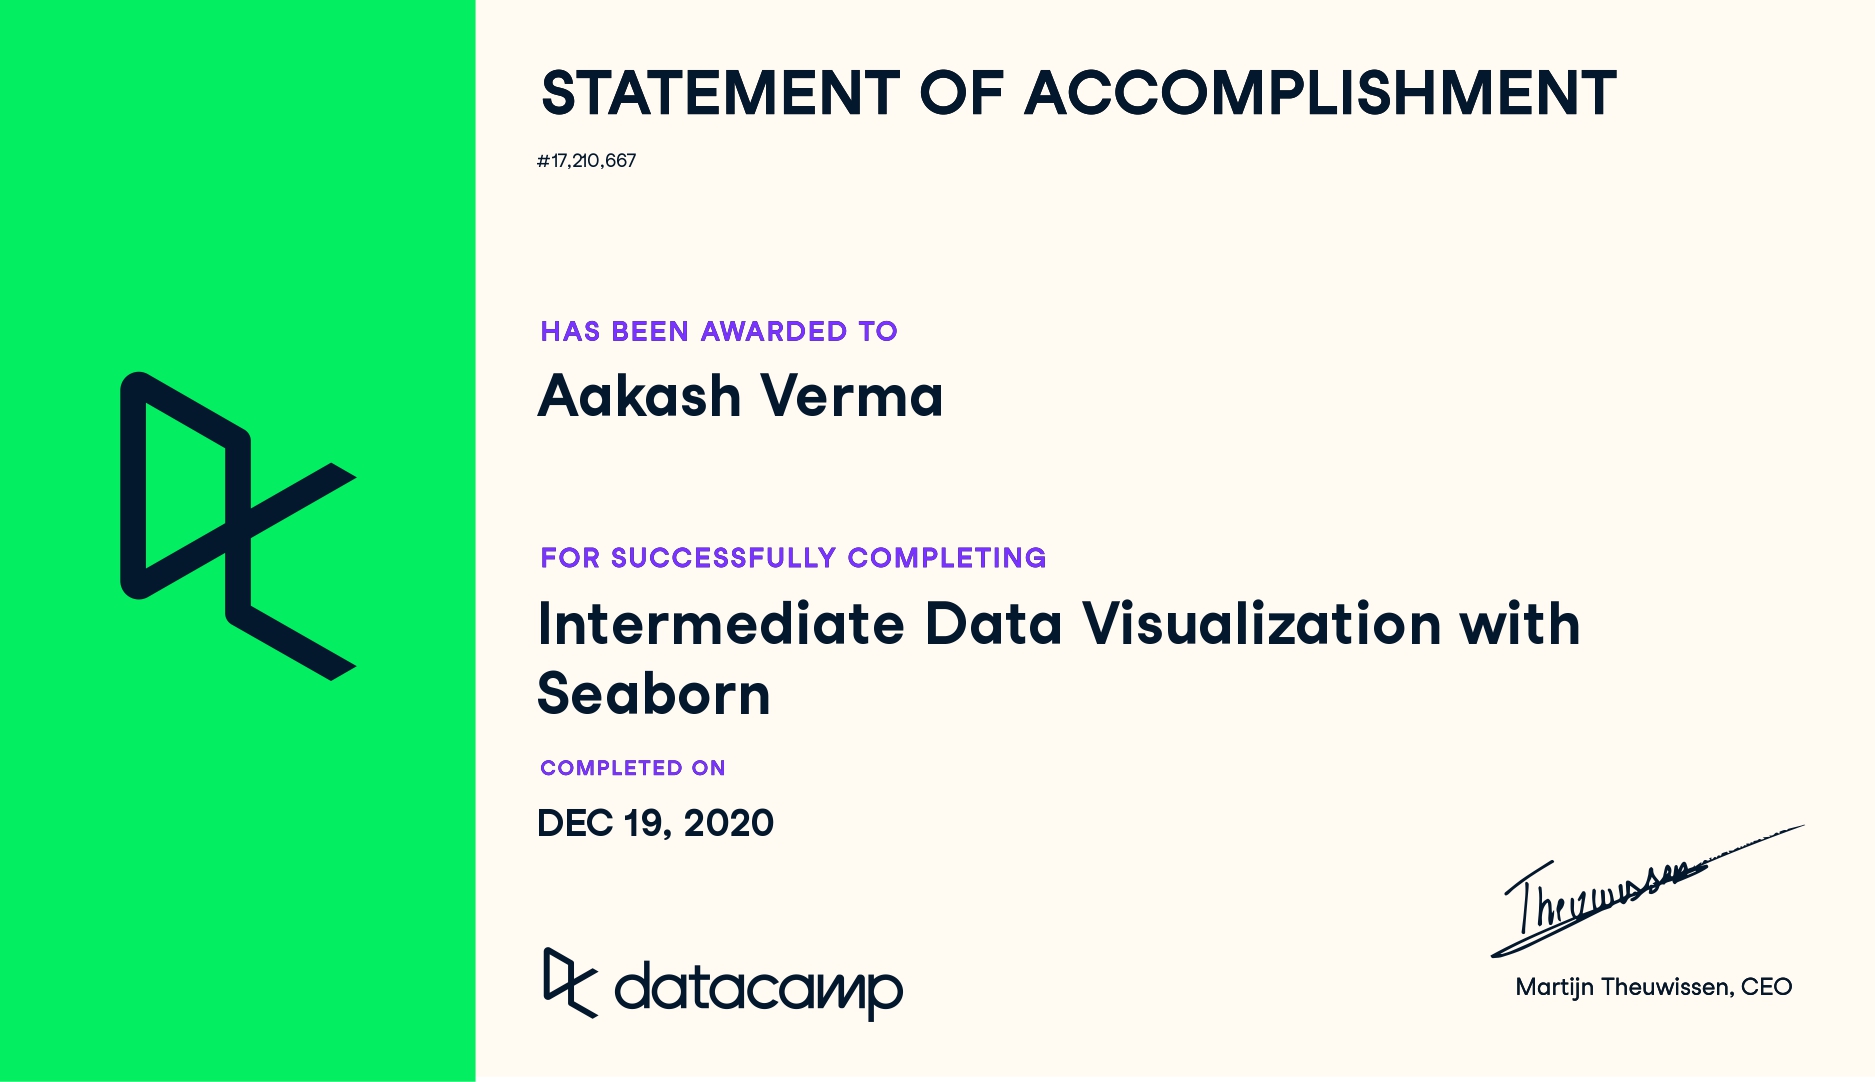 STATEMENT OF ACCOMPLISHMENT
#17,210,667
HAS BEEN AWARDED TO
Aakash Verma
FOR SUCCESSFULLY COMPLETING
Intermediate Data Visualization with
Seaborn
COMPLETED ON
DEC 19, 2020
Theuwissen
datacamp
Martijn Theuwissen, CEO